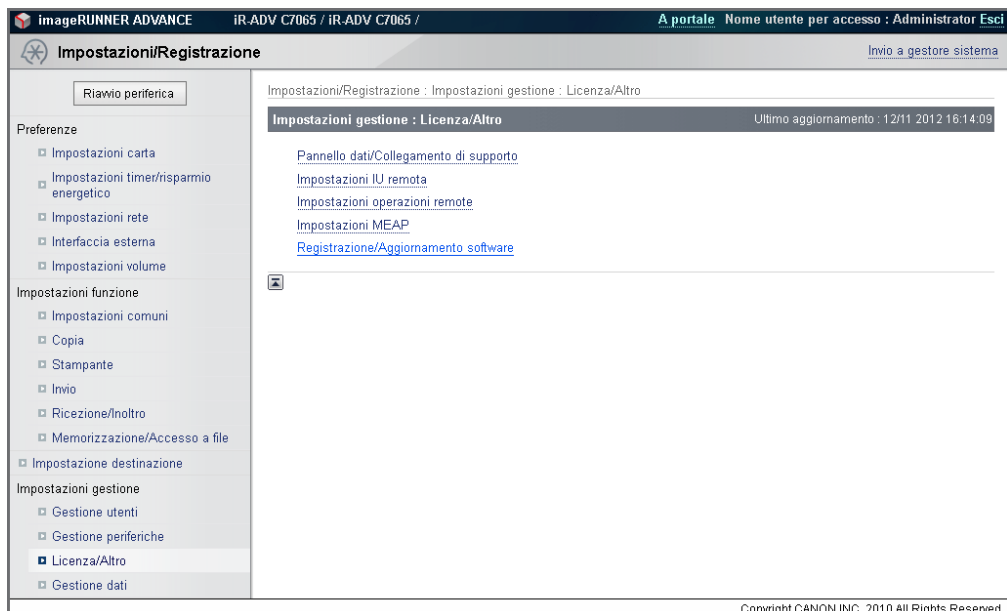 imageRUNNER ADVANCE iR-ADV C7065 / iR-ADV C7065 / A portale Nome utente per accesso : Administrator Esci
Impostazioni/Registrazione Invio a gestore sistema
Riavvio periferica
Preferenze
Impostazioni carta
Impostazioni timer/risparmio
energetico
Impostazioni rete
Interfaccia esterna
Impostazioni volume
Impostazioni funzione
Impostazioni comuni
Copia
Stampante
Invio
Ricezione/Inoltro
Memorizzazione/Accesso a file
Impostazione destinazione
Impostazioni gestione
Gestione utenti
Gestione periferiche
Licenza/Altro
Gestione dati
Impostazioni/Registrazione : Impostazioni gestione : Licenza/Altro
Impostazioni gestione : Licenza/Altro Ultimo aggiornamento : 12/11 2012 16:14:09
Pannello dati/Collegamento di supporto
Impostazioni IU remota
Impostazioni operazioni remote
Impostazioni MEAP
Registrazione/Aggiornamento software
Copyright CANON INC. 2010 All Rights Reserved